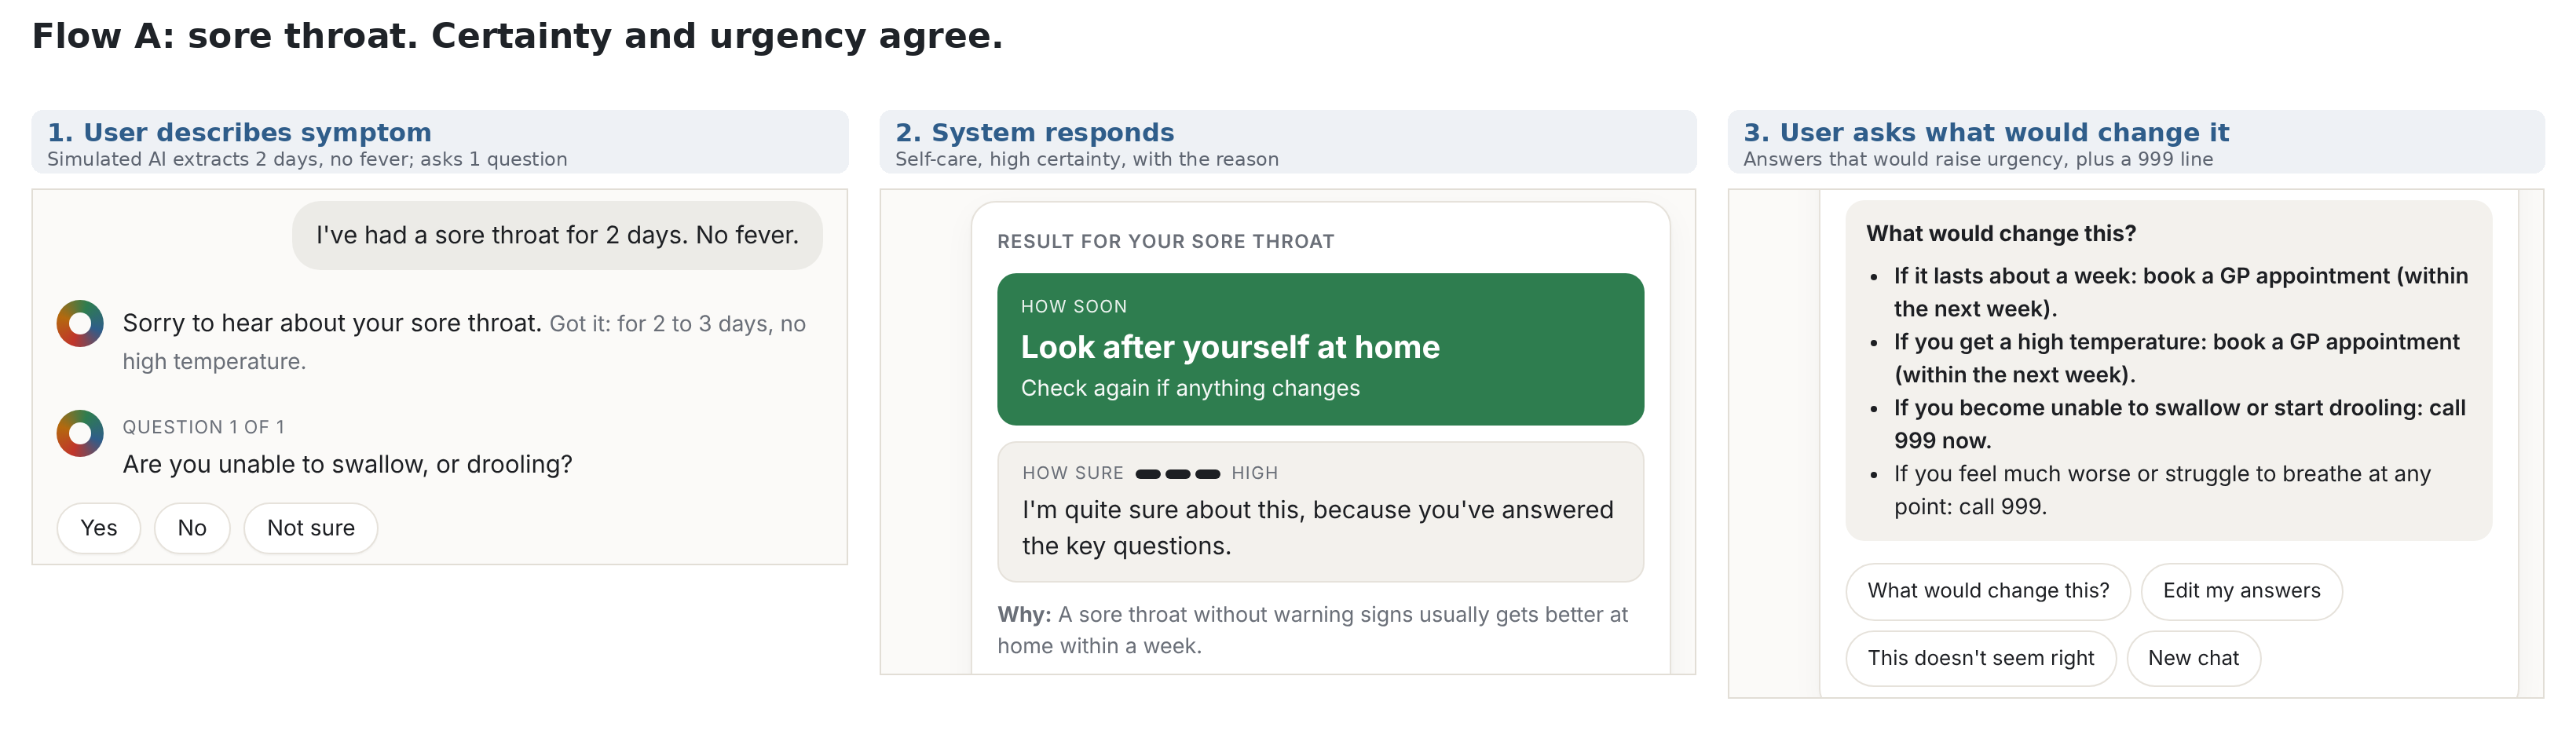 Flow A: sore throat. Certainty and urgency agree.
1. User describes symptom
Simulated AI extracts 2 days, no fever; asks 1 question
I've had a sore throat for 2 days. No fever.
Sorry to hear about your sore throat. Got it: for 2 to 3 days, no
high temperature.
QUESTION 1 OF 1
Are you unable to swallow, or drooling?
Yes
No
Not sure
2. System responds
Self-care, high certainty, with the reason
RESULT FOR YOUR SORE THROAT
HOW SOON
Look after yourself at home
Check again if anything changes
HOW SURE HIGH
I'm quite sure about this, because you've answered
the key questions.
Why: A sore throat without warning signs usually gets better at
home within a week.
3. User asks what would change it
Answers that would raise urgency, plus a 999 line
What would change this?
• If it lasts about a week: book a GP appointment (within
the next week).
• If you get a high temperature: book a GP appointment
(within the next week).
• If you become unable to swallow or start drooling: call
999 now.
• If you feel much worse or struggle to breathe at any
point: call 999.
What would change this?
Edit my answers
This doesn't seem right
New chat